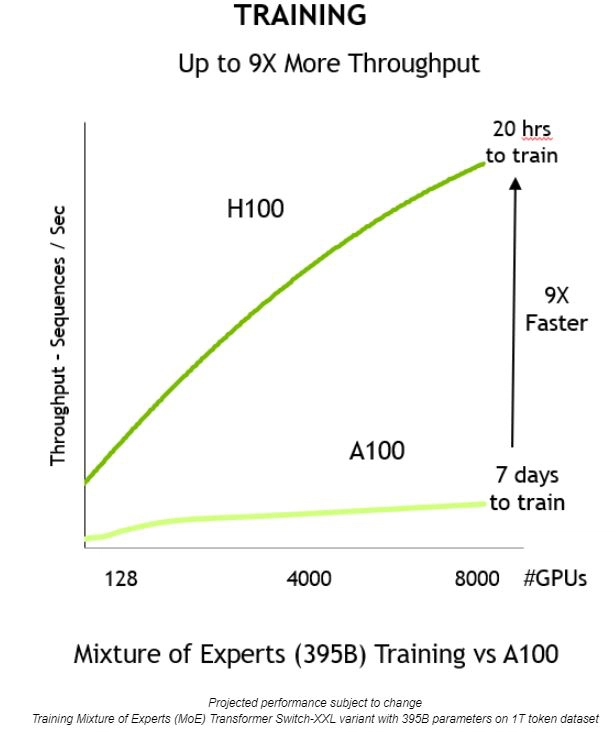 TRAINING
Up to 9X More Throughput
20 hrs
to train
H100
Throughput - Sequences / Sec
9X
Faster
A100
7 days
to train
128 4000 8000 #GPUs
Mixture of Experts (395B) Training vs A100
Projected performance subject to change
Training Mixture of Experts (MoE) Transformer Switch-XXL variant with 395B parameters on 1T token dataset